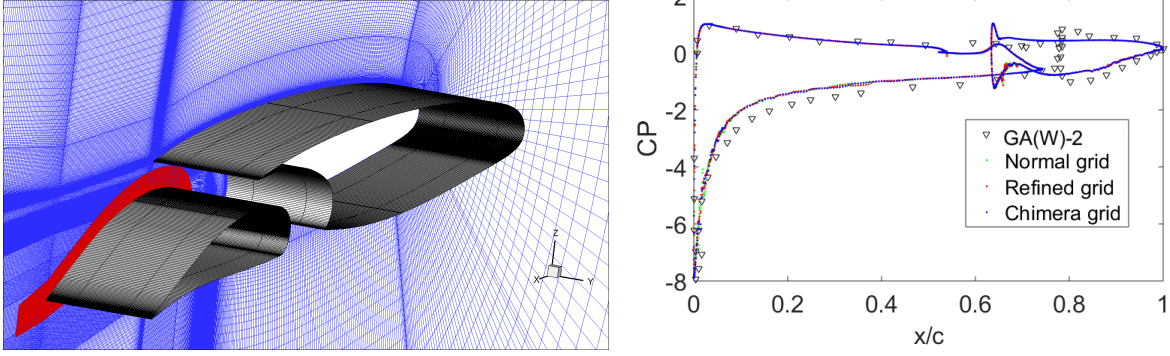 Z
X
Y
2
0
-2
-4
-6
-8
CP
GA(W)-2
Normal grid
Refined grid
Chimera grid
0 0.2 0.4 0.6 0.8 1
x/c